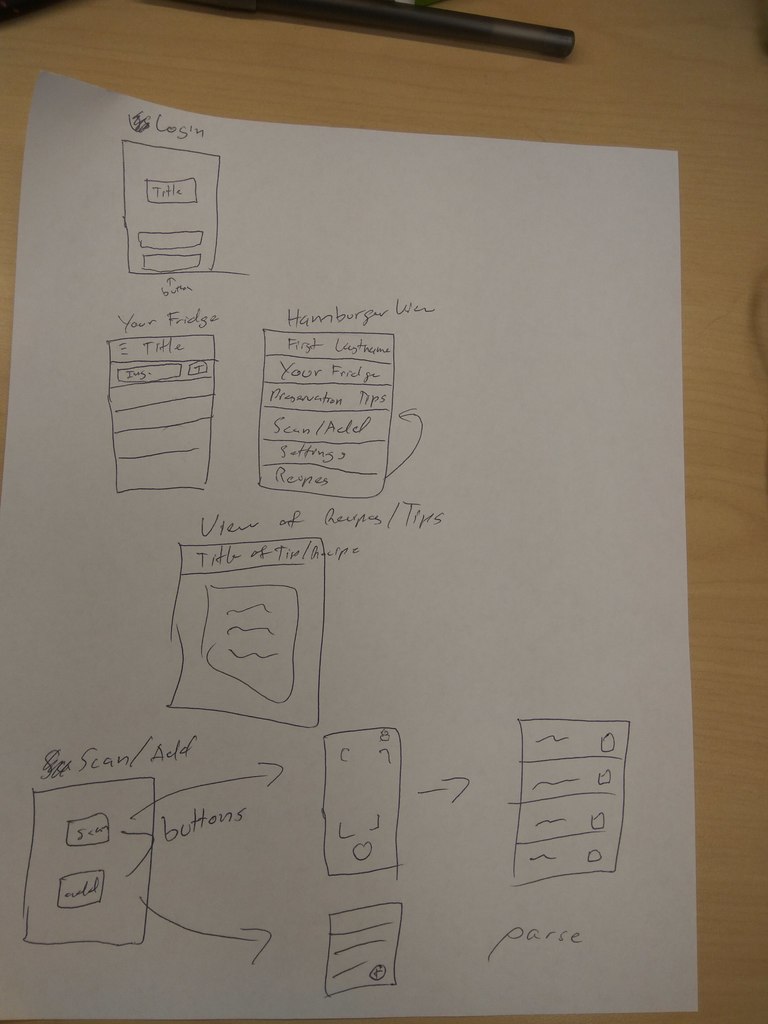 Login
Title
button
Your Fridge
☰ Title
Ing.
T
Hamburger View
First Lastname
Your Fridge
Preservation Tips
Scan/Add
Settings
Recipes
View of Recipes/Tips
Title of Tip/Recipe
Scan/Add
scan
add
buttons
parse